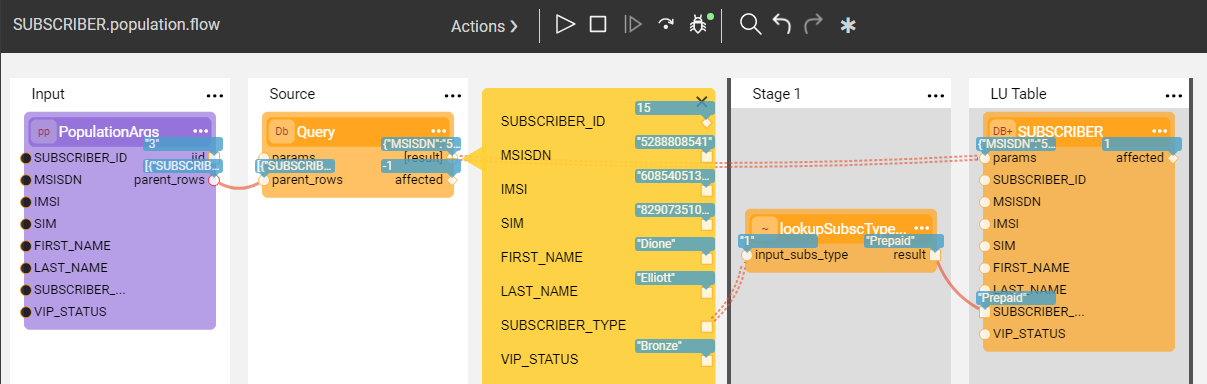 SUBSCRIBER.population.flow
Actions
Input
pp PopulationArgs
"3"
SUBSCRIBER_ID iid
[{"SUBSCRIB...
MSISDN parent_rows
IMSI
SIM
FIRST_NAME
LAST_NAME
SUBSCRIBER_...
VIP_STATUS
Source
Db Query
{"MSISDN":"5...
params [result]
[{"SUBSCRIB... -1
parent_rows affected
15
SUBSCRIBER_ID
"5288808541"
MSISDN
"608540513...
IMSI
"829073510...
SIM
"Dione"
FIRST_NAME
"Elliott"
LAST_NAME
SUBSCRIBER_TYPE
"Bronze"
VIP_STATUS
Stage 1
~ lookupSubscType...
"1" "Prepaid"
input_subs_type result
LU Table
DB+ SUBSCRIBER
{"MSISDN":"5... 1
params affected
SUBSCRIBER_ID
MSISDN
IMSI
SIM
FIRST_NAME
LAST_NAME
"Prepaid"
SUBSCRIBER_...
VIP_STATUS